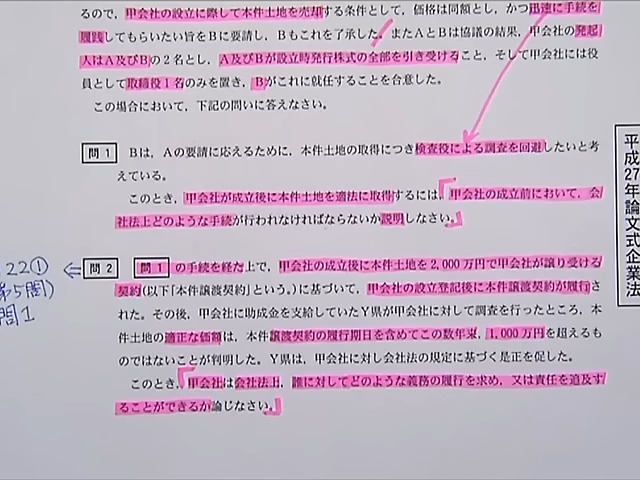 るので，甲会社の設立に際して本件土地を売却する条件として，価格は同額とし，かつ迅速に手続を
履践してもらいたい旨をBに要請し，Bもこれを了承した。またAとBは協議の結果，甲会社の発起
人はA及びBの2名とし，A及びBが設立時発行株式の全部を引き受けること，そして甲会社には役
員として取締役1名のみを置き，Bがこれに就任することを合意した。
この場合において，下記の問いに答えなさい。
問1 Bは，Aの要請に応えるために，本件土地の取得につき検査役による調査を回避したいと考
えている。
このとき，甲会社が成立後に本件土地を適法に取得するには，甲会社の成立前において，会
社法上どのような手続が行われなければならないか説明しなさい。
問2 問1の手続を経た上で，甲会社の成立後に本件土地を2,000万円で甲会社が譲り受ける
契約(以下「本件譲渡契約」という。)に基づいて，甲会社の設立登記後に本件譲渡契約が履行さ
れた。その後，甲会社に助成金を支給していたY県が甲会社に対して調査を行ったところ，本
件土地の適正な価額は，本件譲渡契約の履行期日を含めてこの数年来，1,000万円を超えるも
のではないことが判明した。Y県は，甲会社に対し会社法の規定に基づく是正を促した。
このとき，甲会社は会社法上，誰に対してどのような義務の履行を求め，又は責任を追及す
ることができるか論じなさい。
22①
第5問)
問1
平成27年論文式企業法